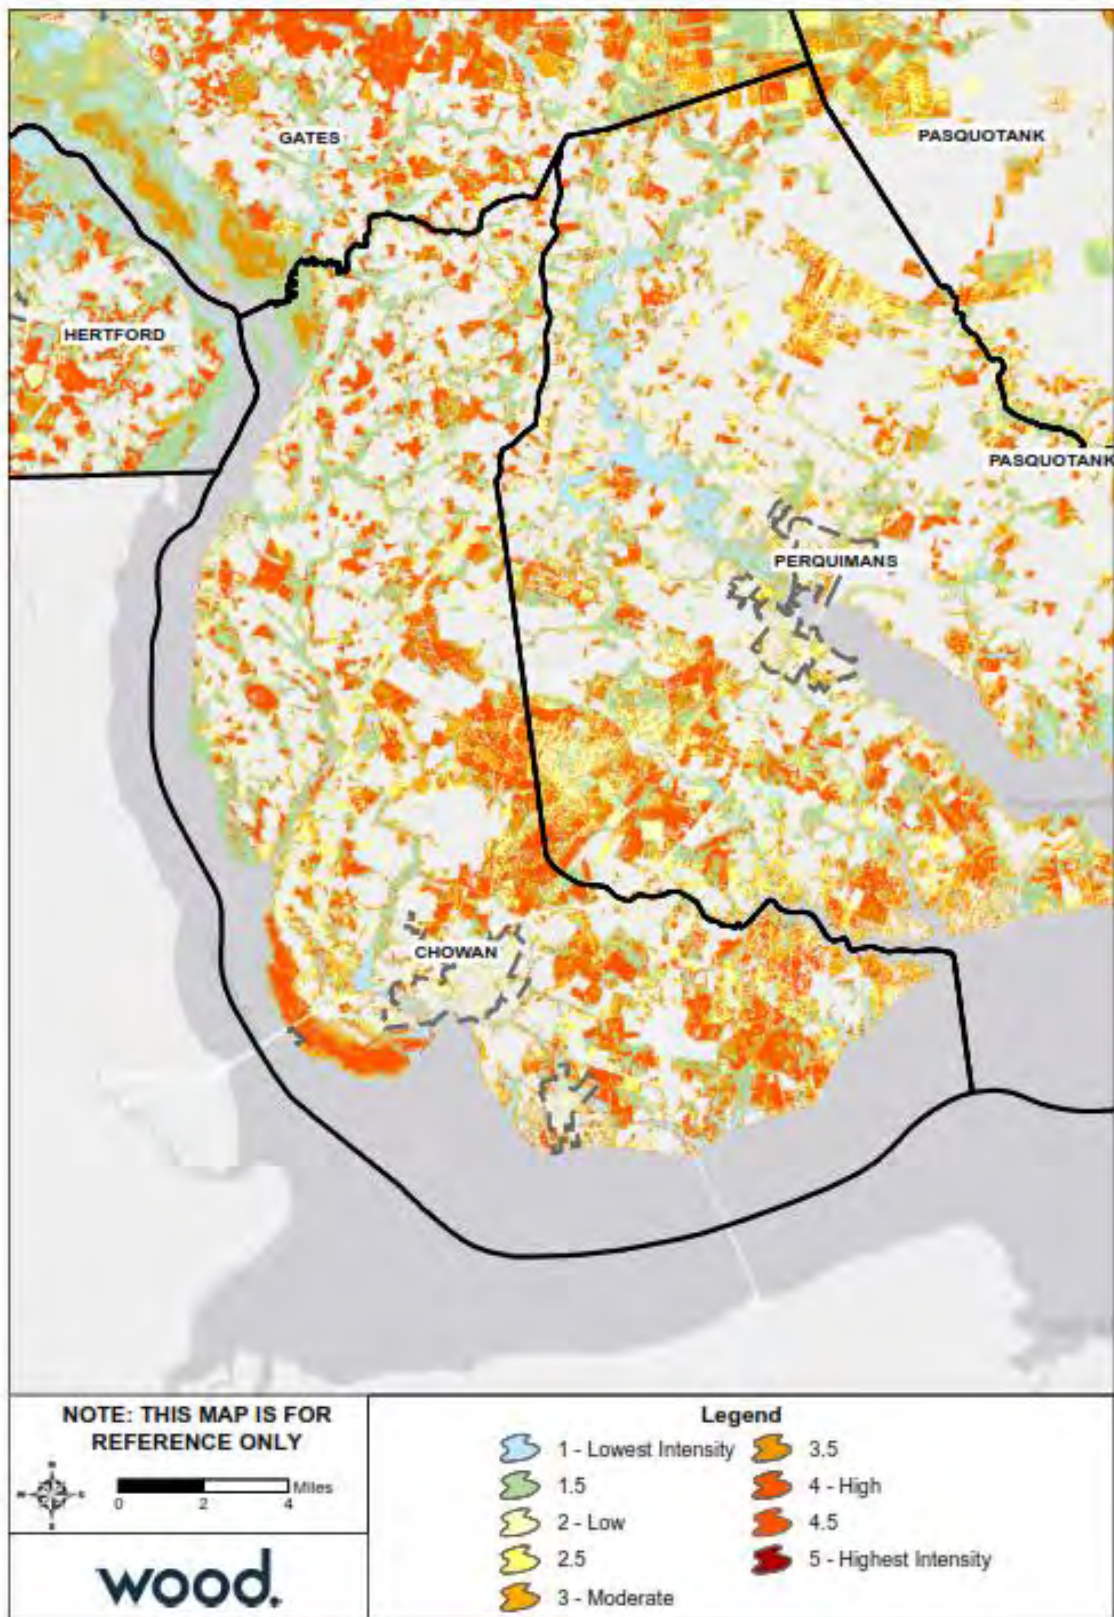 GATES
PASQUOTANK
HERTFORD
PASQUOTANK
PERQUIMANS
CHOWAN
NOTE: THIS MAP IS FOR
REFERENCE ONLY
N
W
E
S
Miles
0
2
4
wood.
Legend
1 - Lowest Intensity
1.5
2 - Low
2.5
3 - Moderate
3.5
4 - High
4.5
5 - Highest Intensity